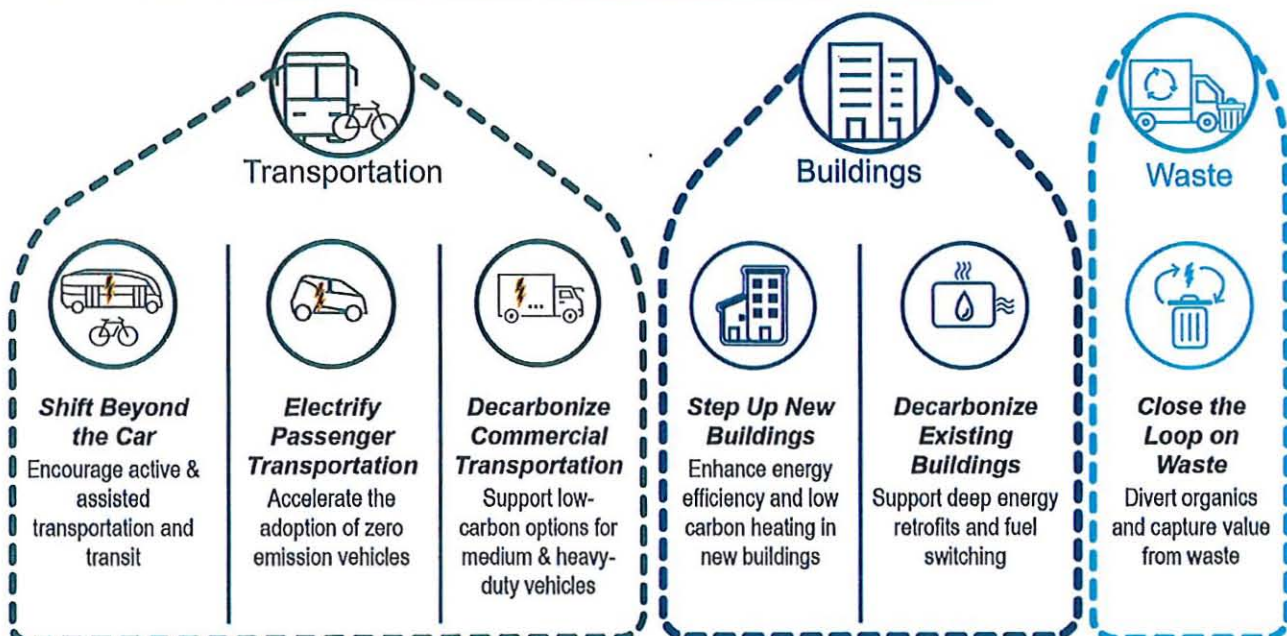 Transportation
Buildings
Waste
Shift Beyond
the Car
Encourage active &
assisted
transportation and
transit
Electrify
Passenger
Transportation
Accelerate the
adoption of zero
emission vehicles
Decarbonize
Commercial
Transportation
Support low-
carbon options for
medium & heavy-
duty vehicles
Step Up New
Buildings
Enhance energy
efficiency and low
carbon heating in
new buildings
Decarbonize
Existing
Buildings
Support deep energy
retrofits and fuel
switching
Close the
Loop on
Waste
Divert organics
and capture value
from waste